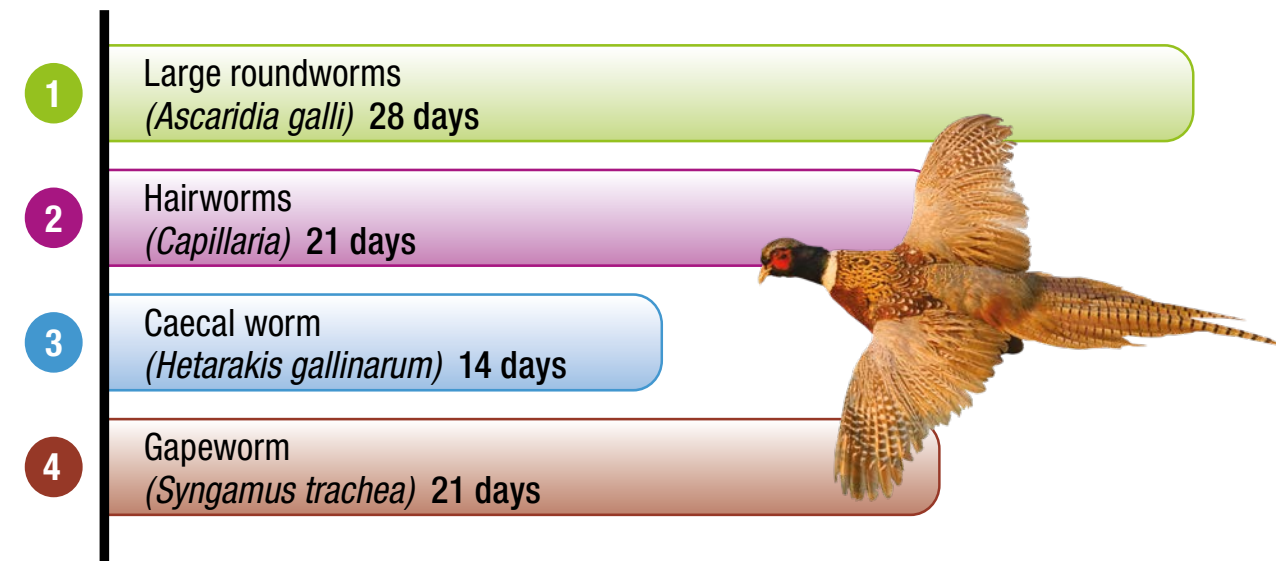 1
Large roundworms
(Ascaridia galli) 28 days
2
Hairworms
(Capillaria) 21 days
3
Caecal worm
(Hetarakis gallinarum) 14 days
4
Gapeworm
(Syngamus trachea) 21 days